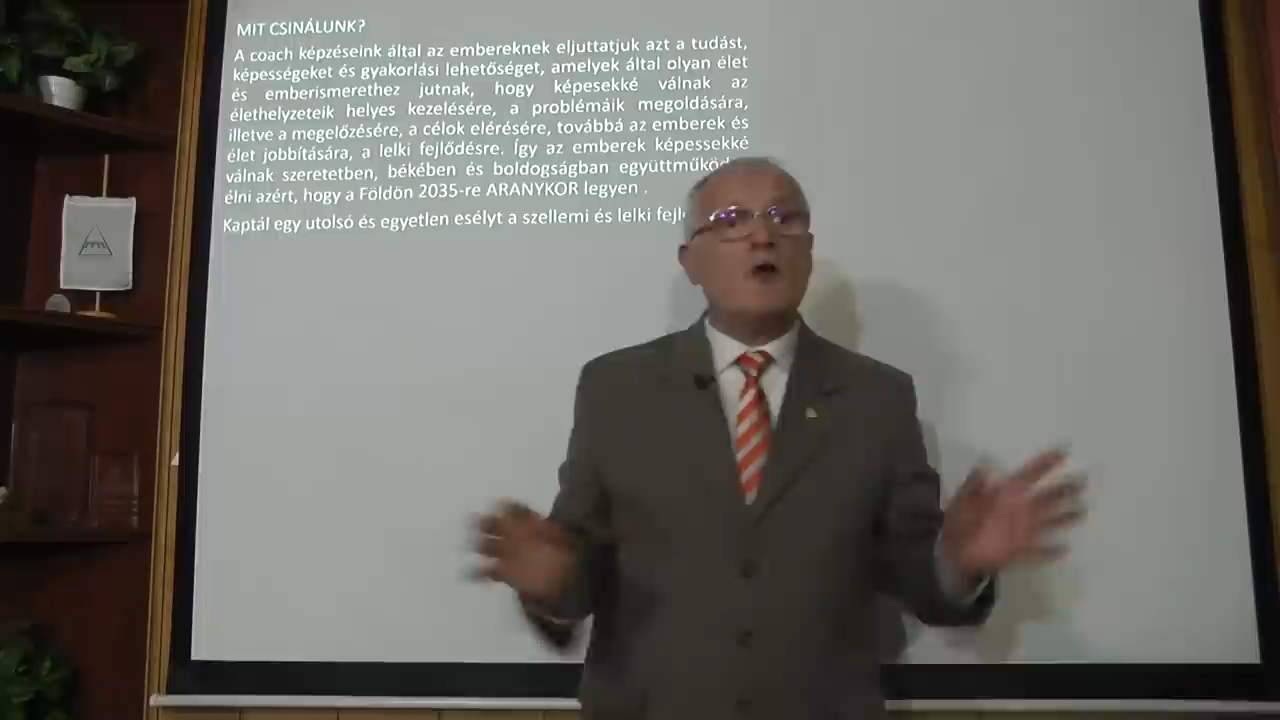 MIT CSINÁLUNK?
A coach képzéseink által az embereknek eljuttatjuk azt a tudást,
képességeket és gyakorlási lehetőséget, amelyek által olyan élet
és emberismerethez jutnak, hogy képesekké válnak az
élethelyzeteik helyes kezelésére, a problémáik megoldására,
illetve a megelőzésére, a célok elérésére, továbbá az emberek és
élet jobbítására, a lelki fejlődésre. Így az emberek képessekké
válnak szeretetben, békében és boldogságban
élni azért, hogy a Földön 2035-re ARANYKOR legyen .
Kaptál egy utolsó és egyetlen esélyt a szellemi és lelki